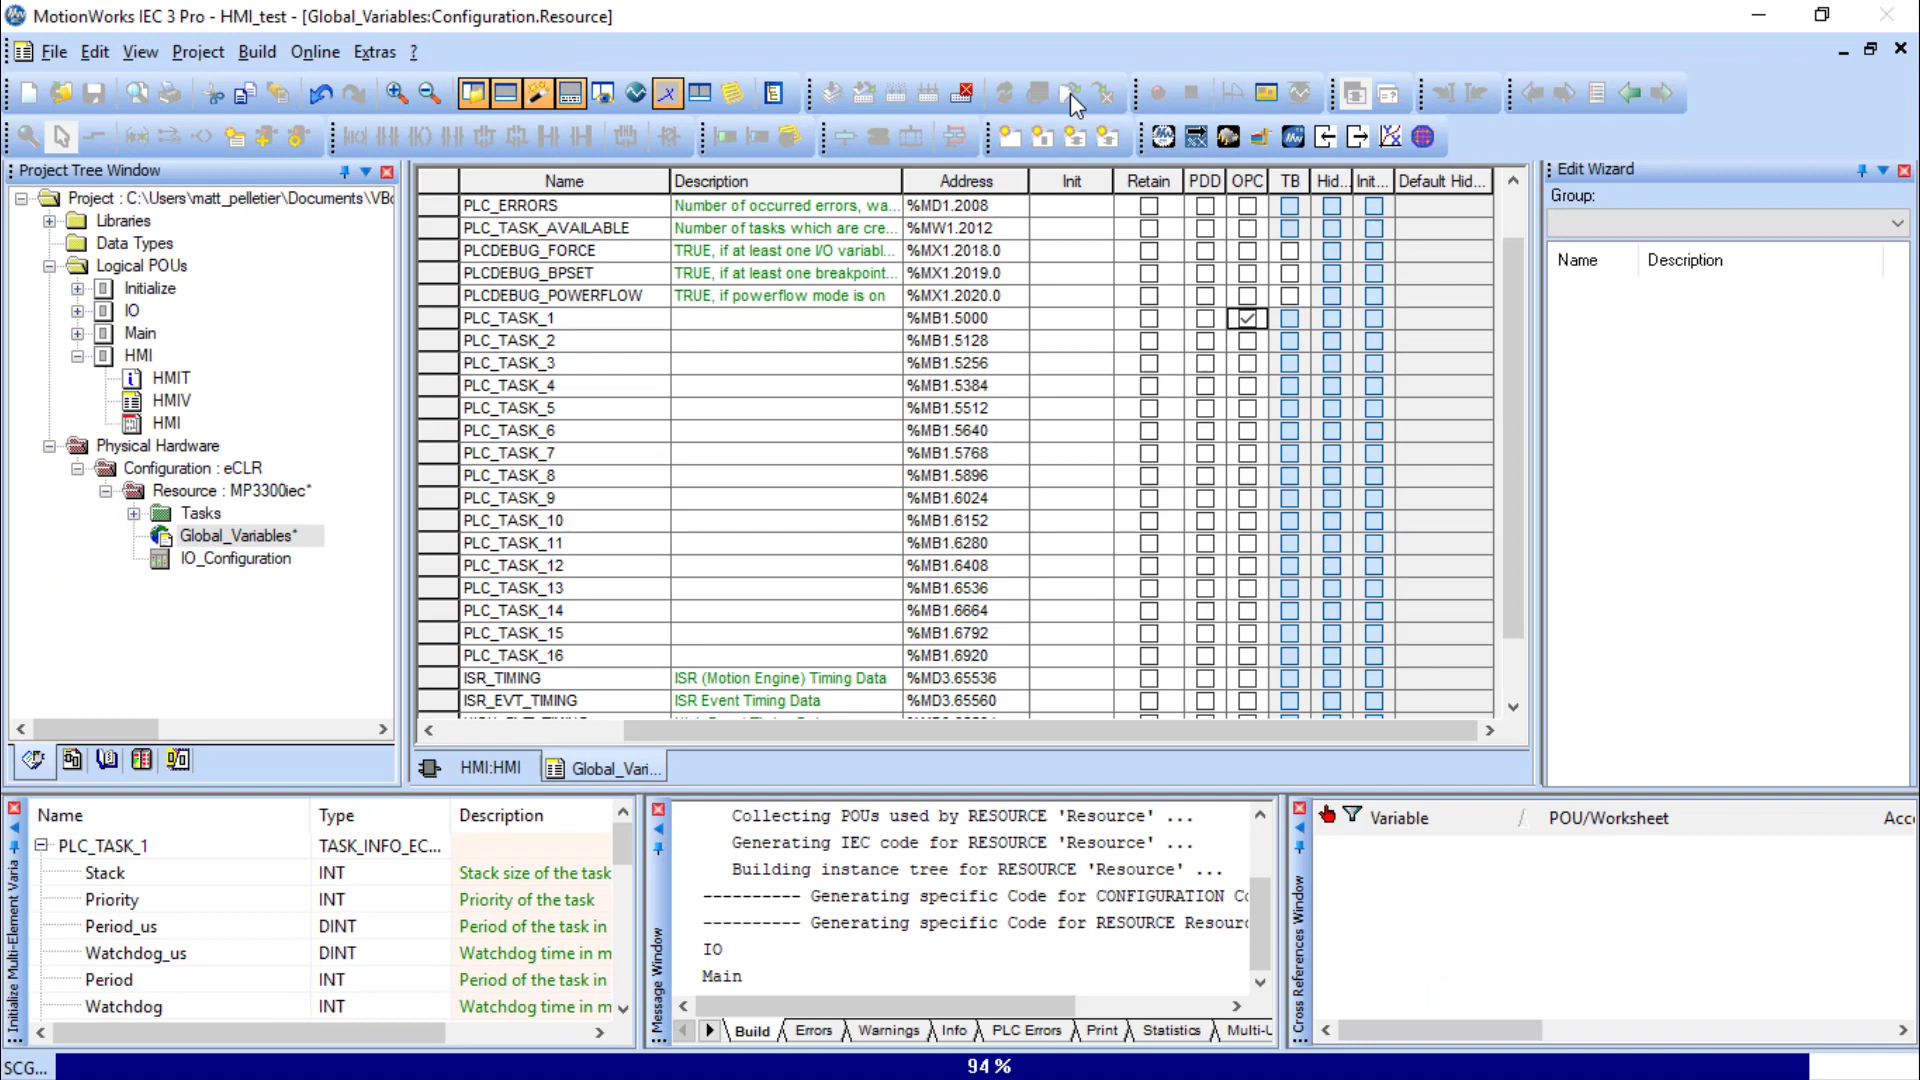 MotionWorks IEC 3 Pro - HMI_test - [Global_Variables:Configuration.Resource]
File Edit View Project Build Online Extras ?
Project Tree Window
Project : C:\Users\matt_pelletier\Documents\VBo
Libraries
Data Types
Logical POUs
Initialize
IO
Main
HMI
HMIT
HMIV
HMI
Physical Hardware
Configuration : eCLR
Resource : MP3300iec*
Tasks
Global_Variables*
IO_Configuration
Name Description Address Init Retain PDD OPC TB Hid... Init... Default Hid...
PLC_ERRORS Number of occurred errors, wa... %MD1.2008
PLC_TASK_AVAILABLE Number of tasks which are cre... %MW1.2012
PLCDEBUG_FORCE TRUE, if at least one I/O variabl... %MX1.2018.0
PLCDEBUG_BPSET TRUE, if at least one breakpoint... %MX1.2019.0
PLCDEBUG_POWERFLOW TRUE, if powerflow mode is on %MX1.2020.0
PLC_TASK_1 %MB1.5000
PLC_TASK_2 %MB1.5128
PLC_TASK_3 %MB1.5256
PLC_TASK_4 %MB1.5384
PLC_TASK_5 %MB1.5512
PLC_TASK_6 %MB1.5640
PLC_TASK_7 %MB1.5768
PLC_TASK_8 %MB1.5896
PLC_TASK_9 %MB1.6024
PLC_TASK_10 %MB1.6152
PLC_TASK_11 %MB1.6280
PLC_TASK_12 %MB1.6408
PLC_TASK_13 %MB1.6536
PLC_TASK_14 %MB1.6664
PLC_TASK_15 %MB1.6792
PLC_TASK_16 %MB1.6920
ISR_TIMING ISR (Motion Engine) Timing Data %MD3.65536
ISR_EVT_TIMING ISR Event Timing Data %MD3.65560
HMI:HMI Global_Vari...
Edit Wizard
Group:
Name Description
Initialize Multi-Element Varia
Name Type Description
PLC_TASK_1 TASK_INFO_EC...
Stack INT Stack size of the task
Priority INT Priority of the task
Period_us DINT Period of the task in
Watchdog_us DINT Watchdog time in m
Period INT Period of the task in
Watchdog INT Watchdog time in m
Message Window
Collecting POUs used by RESOURCE 'Resource' ...
Generating IEC code for RESOURCE 'Resource' ...
Building instance tree for RESOURCE 'Resource' ...
---------- Generating specific Code for CONFIGURATION Co
---------- Generating specific Code for RESOURCE Resourc
IO
Main
Build Errors Warnings Info PLC Errors Print Statistics Multi-U
Cross References Window
Variable / POU/Worksheet Acce
SCG... 94 %